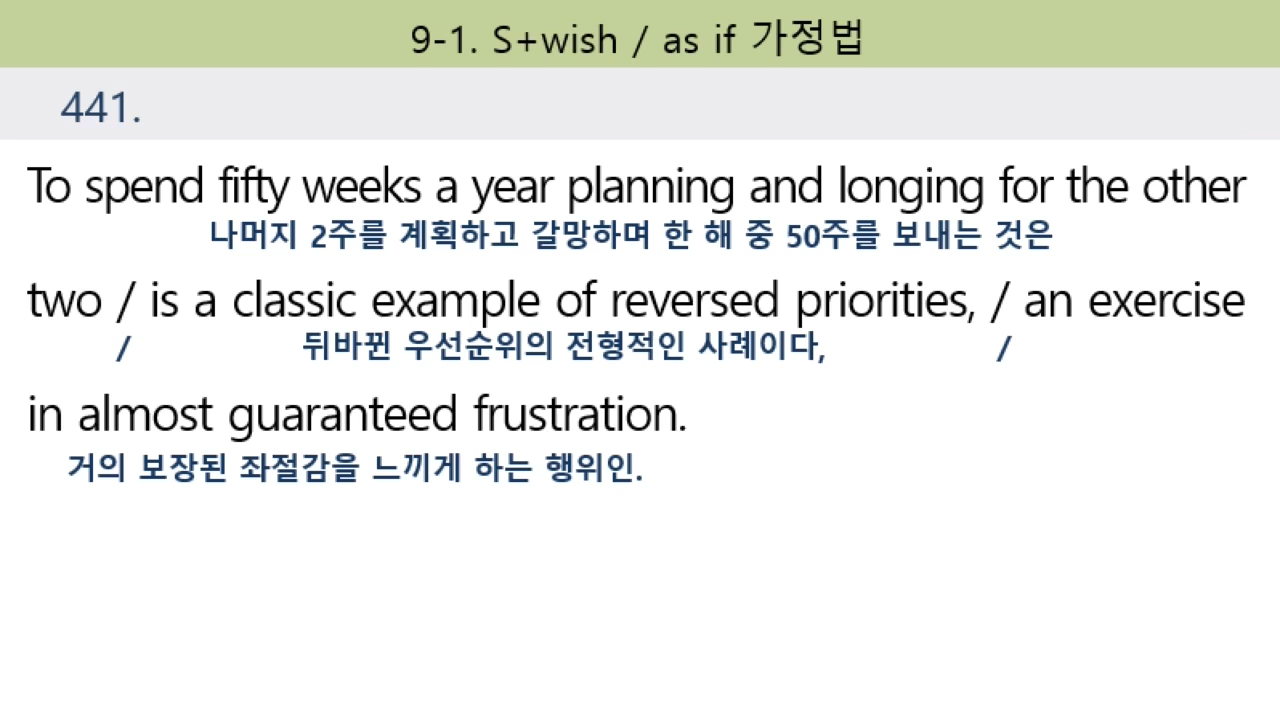 9-1. S+wish / as if 가정법
441.
To spend fifty weeks a year planning and longing for the other
나머지 2주를 계획하고 갈망하며 한 해 중 50주를 보내는 것은
two / is a classic example of reversed priorities, / an exercise
/ 뒤바뀐 우선순위의 전형적인 사례이다, /
in almost guaranteed frustration.
거의 보장된 좌절감을 느끼게 하는 행위인.